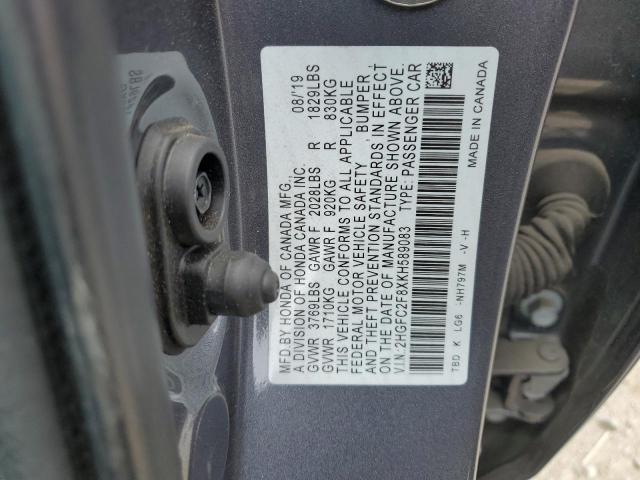 MFD.BY HONDA OF CANADA MFG., 08/'19
A DIVISION OF HONDA CANADA INC.
GVWR 3769LBS GAWR F 2028LBS R 1829LBS
GVWR 1710KG GAWR F 920KG R 830KG
THIS VEHICLE CONFORMS TO ALL APPLICABLE
FEDERAL MOTOR VEHICLE SAFETY , BUMPER ,
AND THEFT PREVENTION STANDARDS IN EFFECT
ON THE DATE OF MANUFACTURE SHOWN ABOVE.
V.I.N.:2HGFC2F8XKH589083 TYPE:PASSENGER CAR
TBD K LG6 -NH797M -V -H MADE IN CANADA